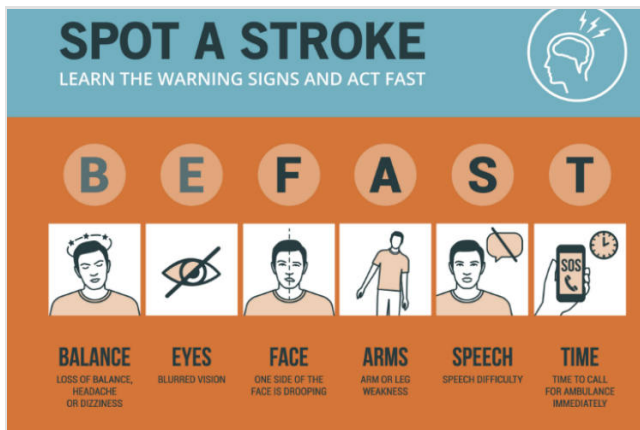 SPOT A STROKE
LEARN THE WARNING SIGNS AND ACT FAST
B E F A S T
SOS
BALANCE
LOSS OF BALANCE,
HEADACHE
OR DIZZINESS
EYES
BLURRED VISION
FACE
ONE SIDE OF THE
FACE IS DROOPING
ARMS
ARM OR LEG
WEAKNESS
SPEECH
SPEECH DIFFICULTY
TIME
TIME TO CALL
FOR AMBULANCE
IMMEDIATELY